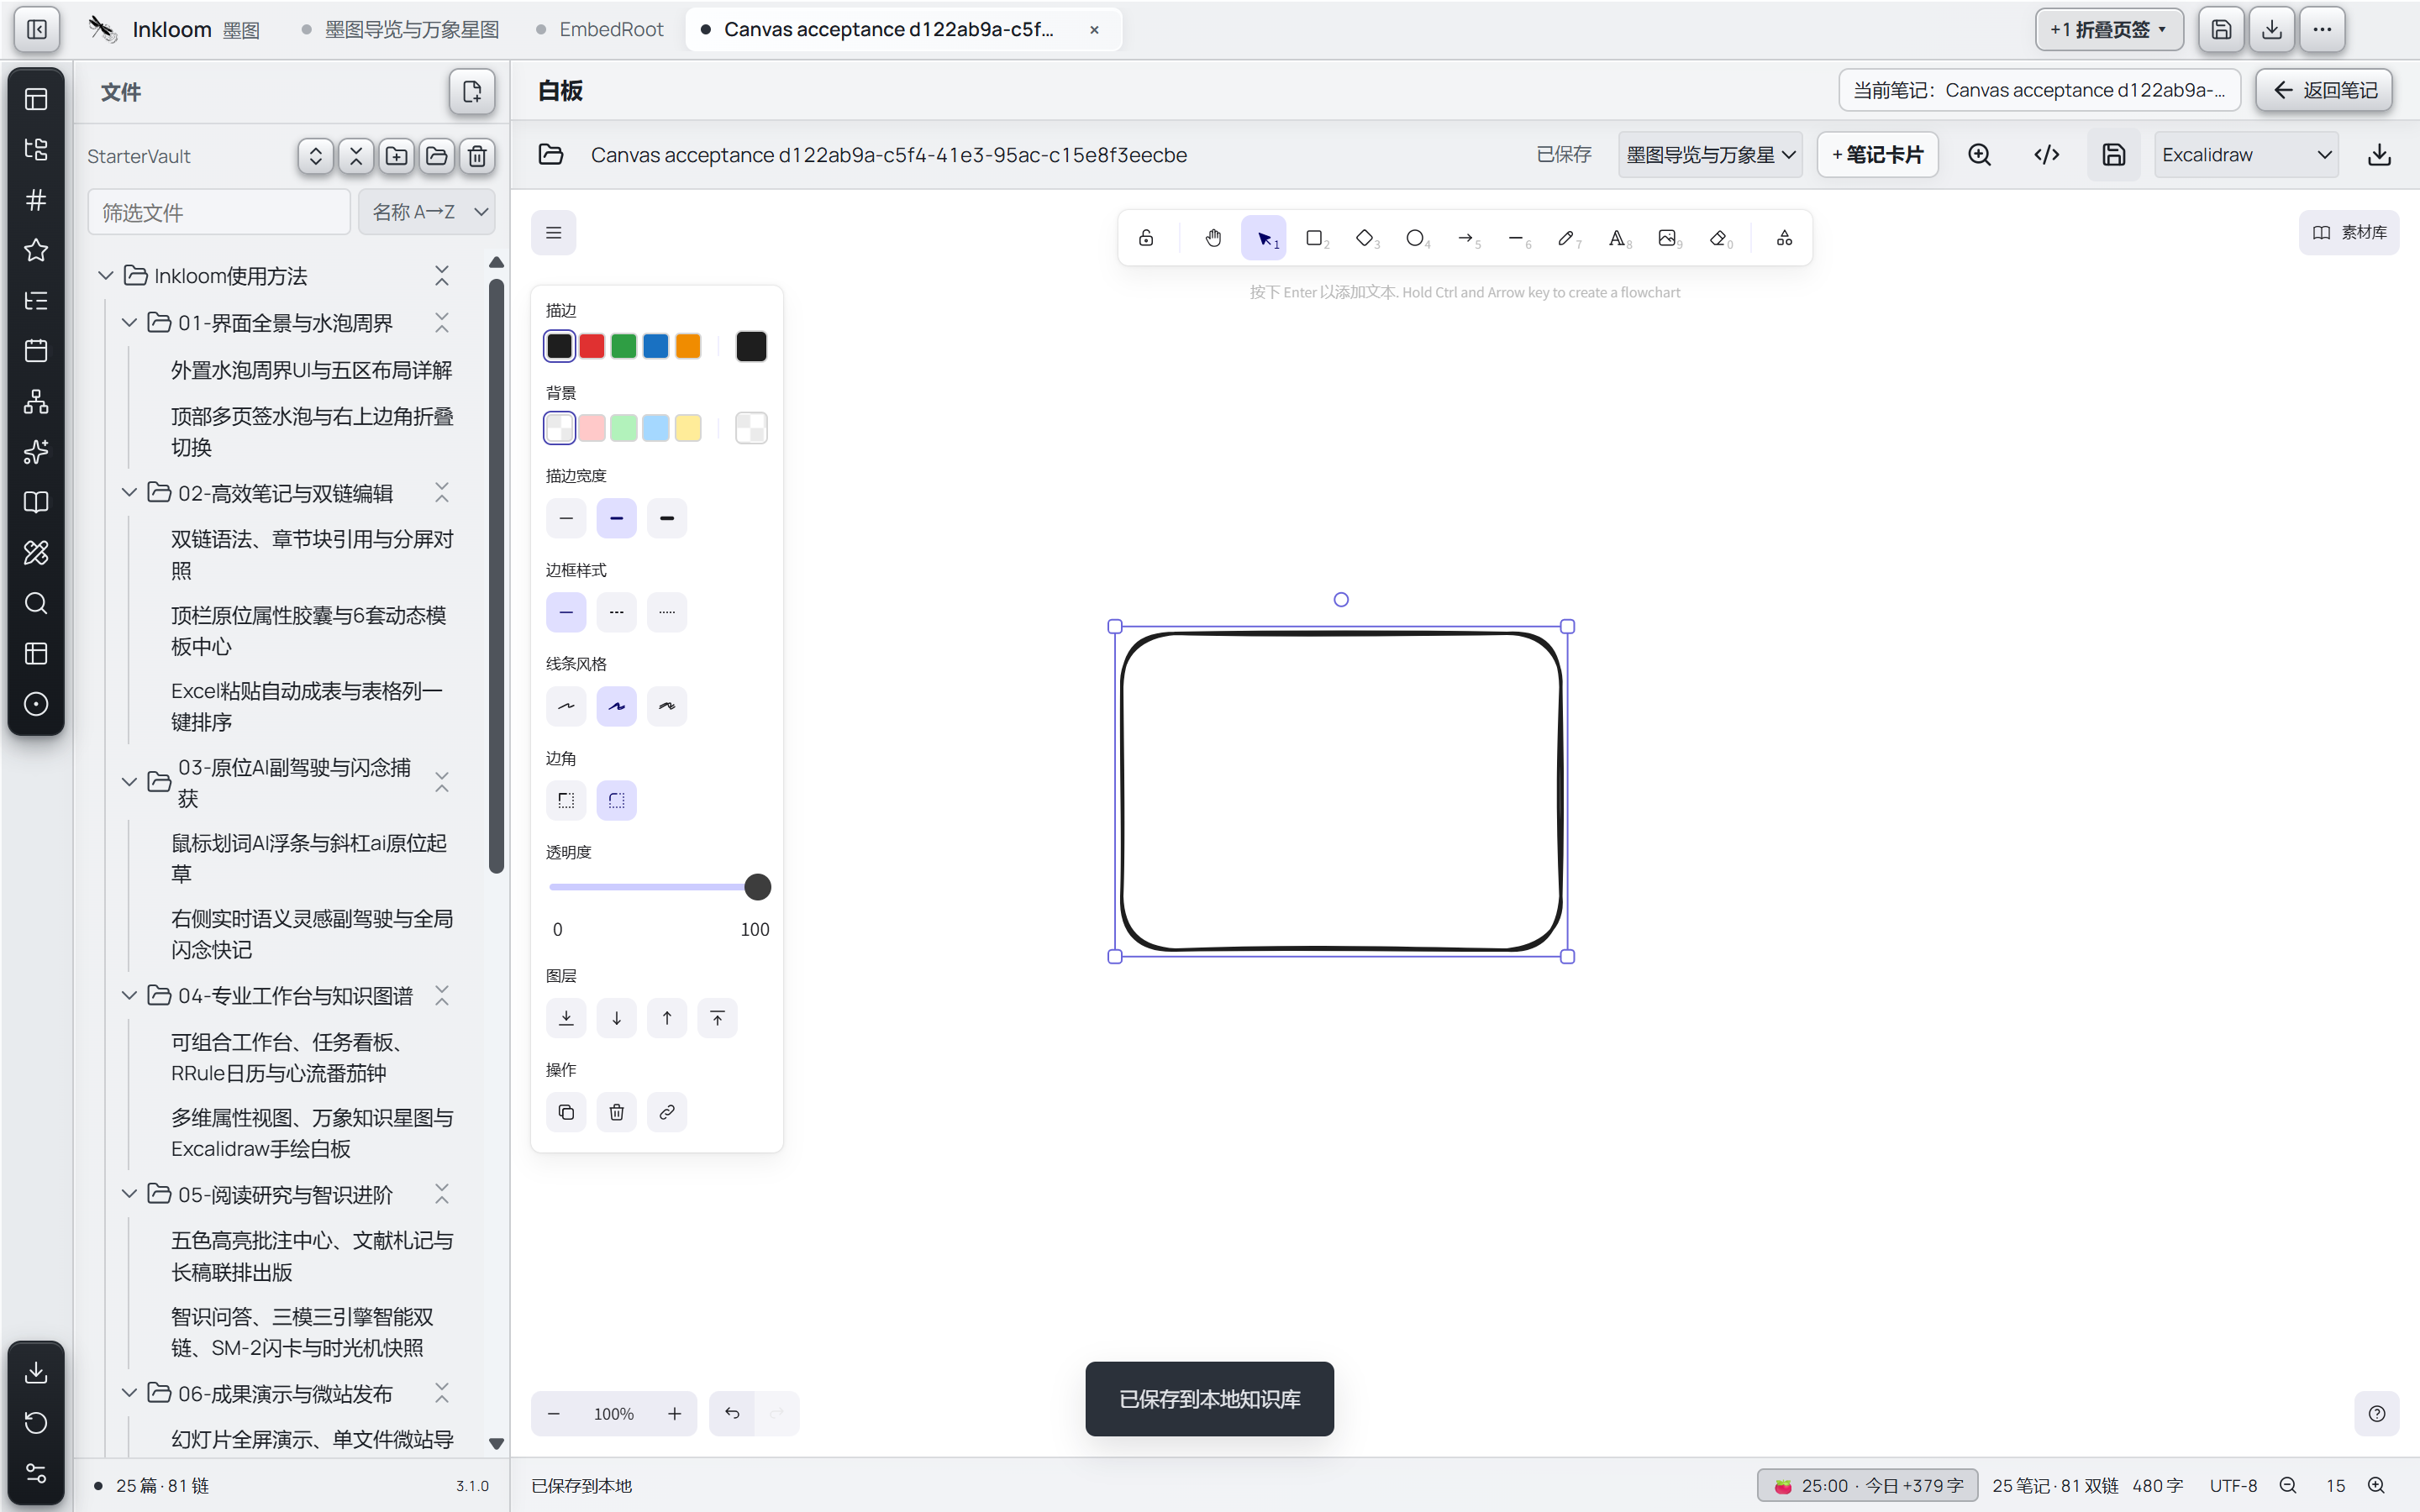 Inkloom 墨图
墨图导览与万象星图
EmbedRoot
Canvas acceptance d122ab9a-c5f...
+1 折叠页签
文件
白板
当前笔记：Canvas acceptance d122ab9a-...
返回笔记
StarterVault
Canvas acceptance d122ab9a-c5f4-41e3-95ac-c15e8f3eecbe
已保存
墨图导览与万象星
+ 笔记卡片
Excalidraw
筛选文件
名称 A→Z
1
2
3
4
5
6
7
8
9
0
素材库
按下 Enter 以添加文本. Hold Ctrl and Arrow key to create a flowchart
Inkloom使用方法
01-界面全景与水泡周界
外置水泡周界UI与五区布局详解
顶部多页签水泡与右上边角折叠
切换
02-高效笔记与双链编辑
双链语法、章节块引用与分屏对
照
顶栏原位属性胶囊与6套动态模
板中心
Excel粘贴自动成表与表格列一
键排序
03-原位AI副驾驶与闪念捕
获
鼠标划词AI浮条与斜杠ai原位起
草
右侧实时语义灵感副驾驶与全局
闪念快记
04-专业工作台与知识图谱
可组合工作台、任务看板、
RRule日历与心流番茄钟
多维属性视图、万象知识星图与
Excalidraw手绘白板
05-阅读研究与智识进阶
五色高亮批注中心、文献札记与
长稿联排出版
智识问答、三模三引擎智能双
链、SM-2闪卡与时光机快照
06-成果演示与微站发布
幻灯片全屏演示、单文件微站导
描边
背景
描边宽度
边框样式
线条风格
边角
透明度
0
100
图层
操作
100%
已保存到本地知识库
25 篇 · 81 链
3.1.0
已保存到本地
25:00 · 今日 +379 字
25 笔记 · 81 双链
480 字
UTF-8
15